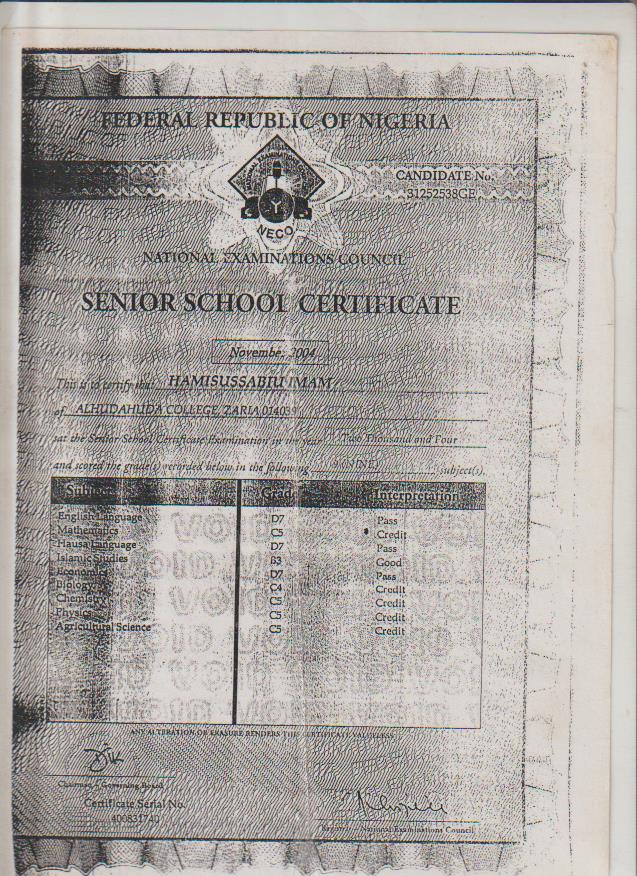 FEDERAL REPUBLIC OF NIGERIA
CANDIDATE No.
31252538GE
NECO
NATIONAL EXAMINATIONS COUNCIL
SENIOR SCHOOL CERTIFICATE
November 2004
This is to certify that HAMISUSSABIU IMAM
of ALHUDAHUDA COLLEGE, ZARIA 014039
sat the Senior School Certificate Examination in the year Two Thousand and Four
and scored the grade(s) recorded below in the following 9(NINE) subject(s)
Subject Grade Interpretation
English Language D7 Pass
Mathematics C5 Credit
Hausa Language D7 Pass
Islamic Studies B3 Good
Economics D7 Pass
Biology C4 Credit
Chemistry Credit
Physics C5 Credit
Agricultural Science C5 Credit
ANY ALTERATION OR ERASURE RENDERS THIS CERTIFICATE VALUELESS
Chairman - Governing Board
Certificate Serial No.
400831740
Registrar - National Examinations Council